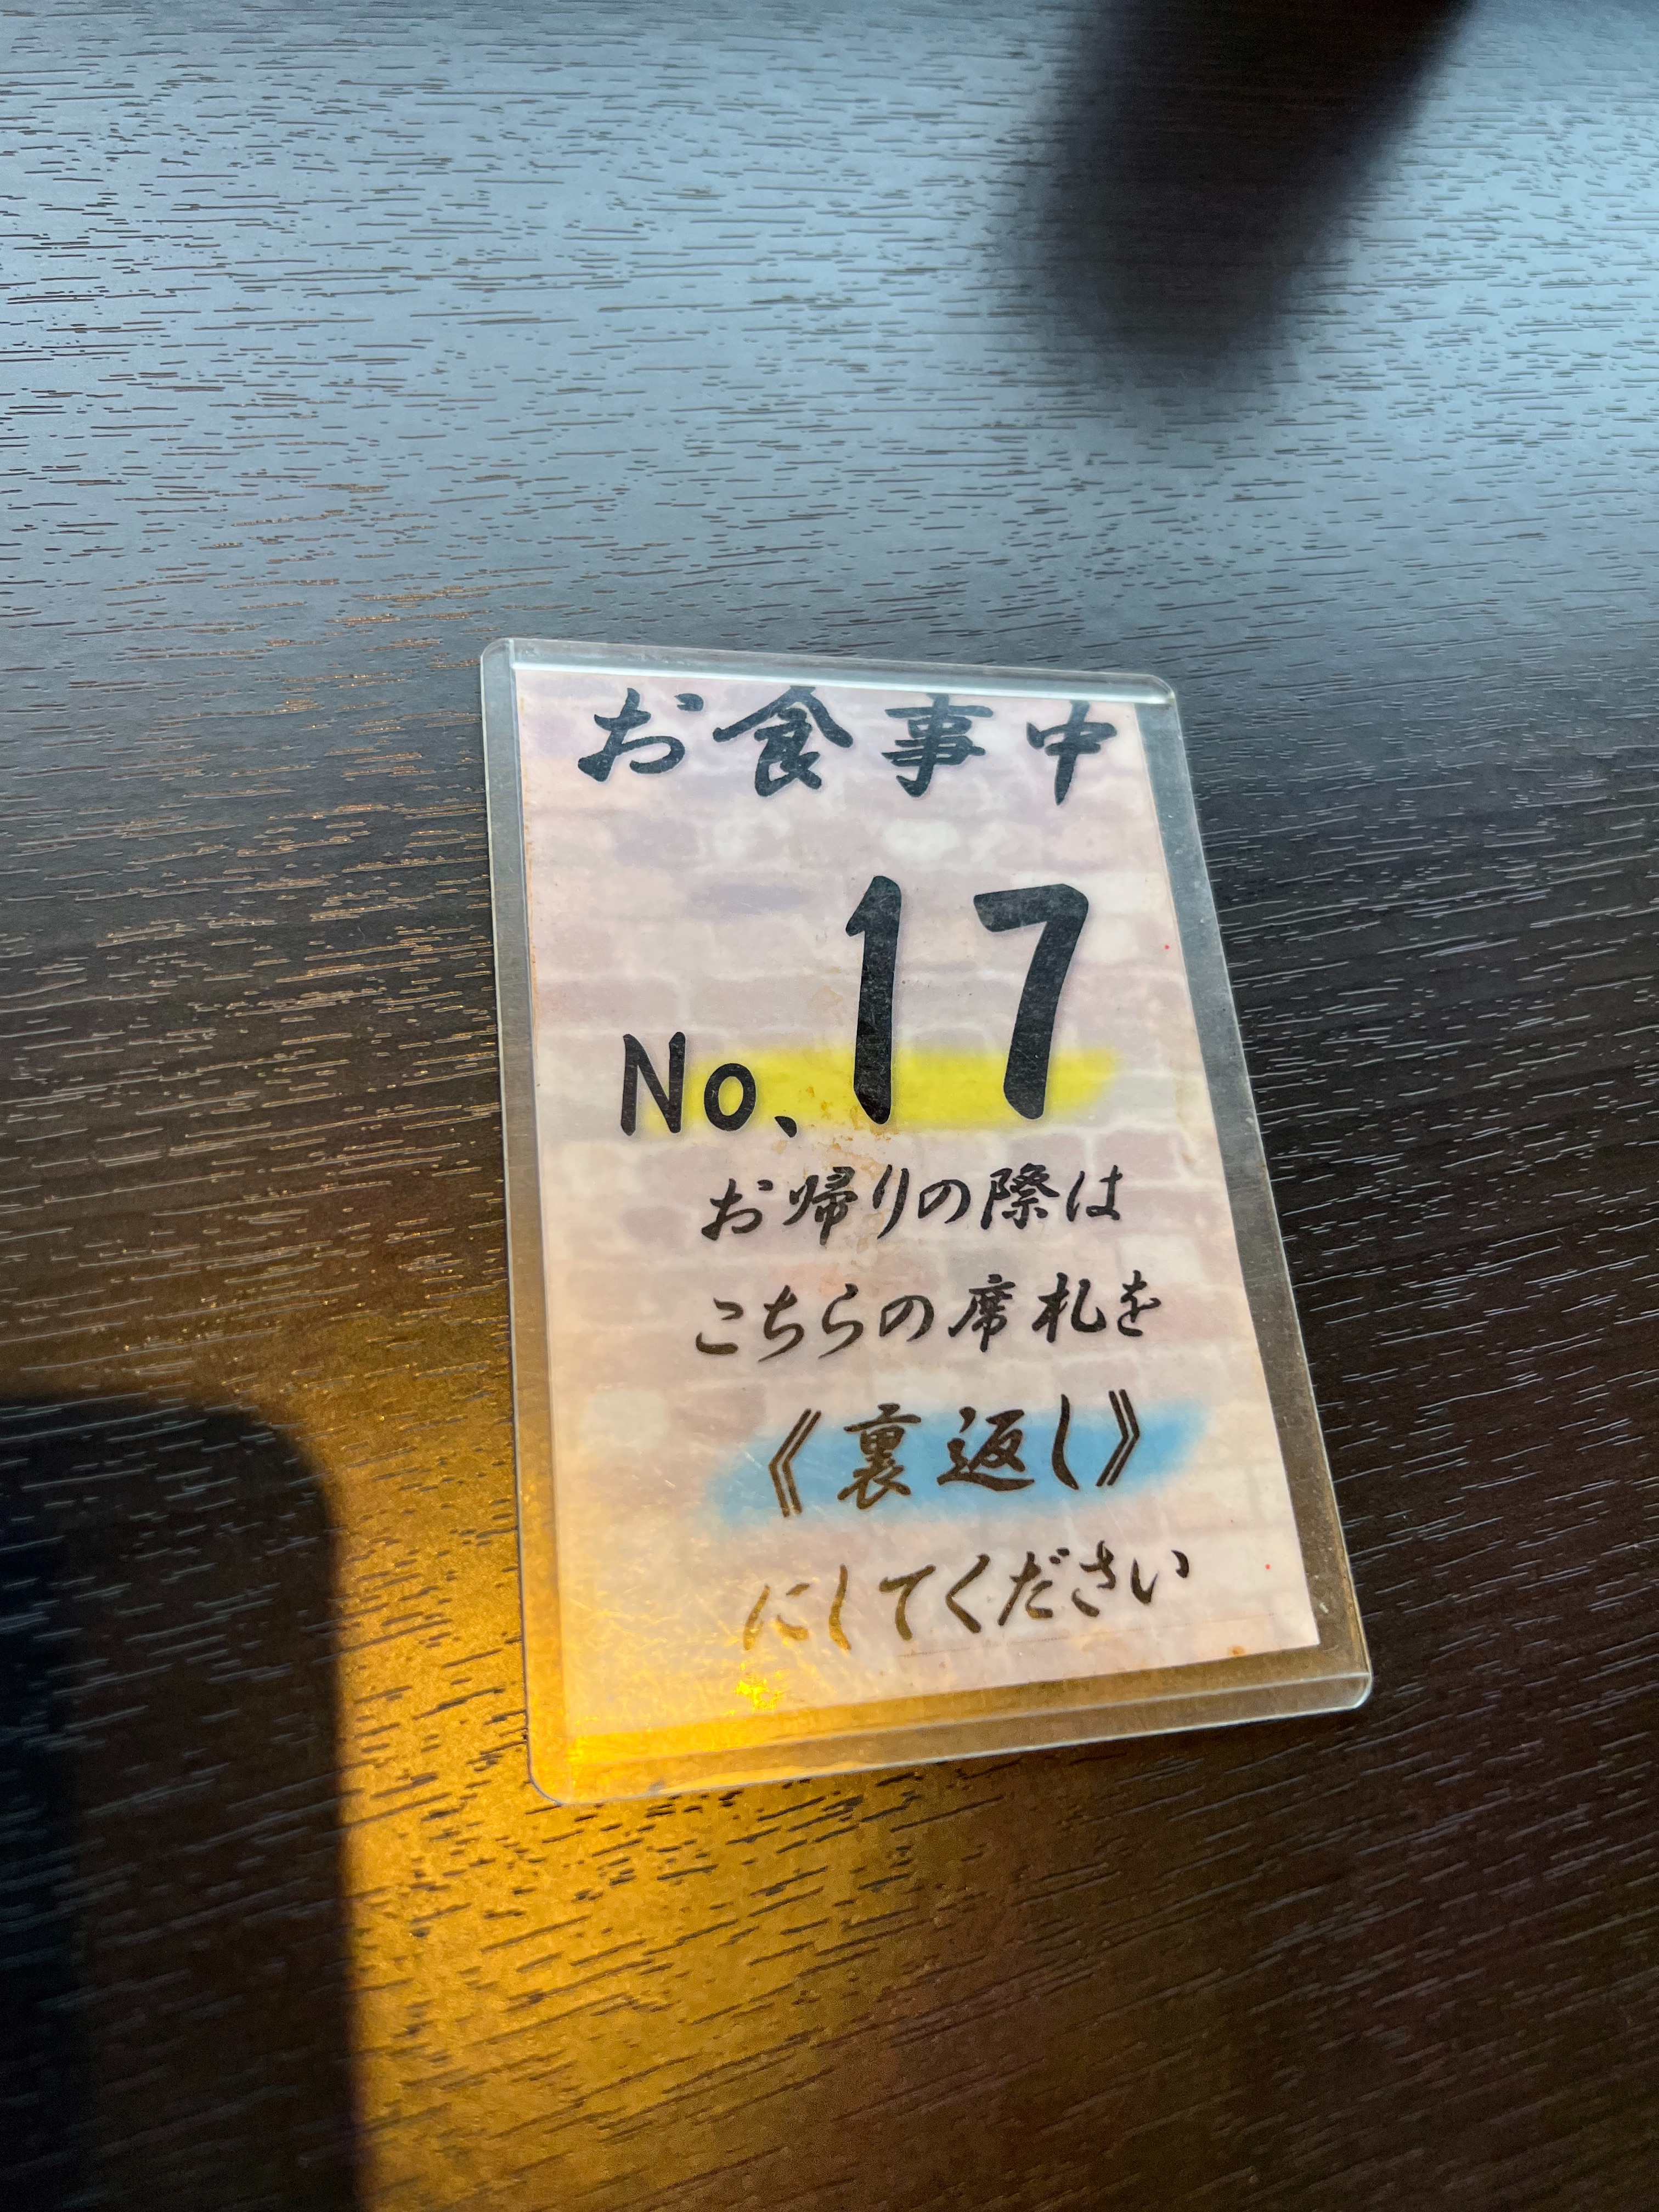 お食事中
No.17
お帰りの際は
こちらの席札を
《裏返し》
にしてください